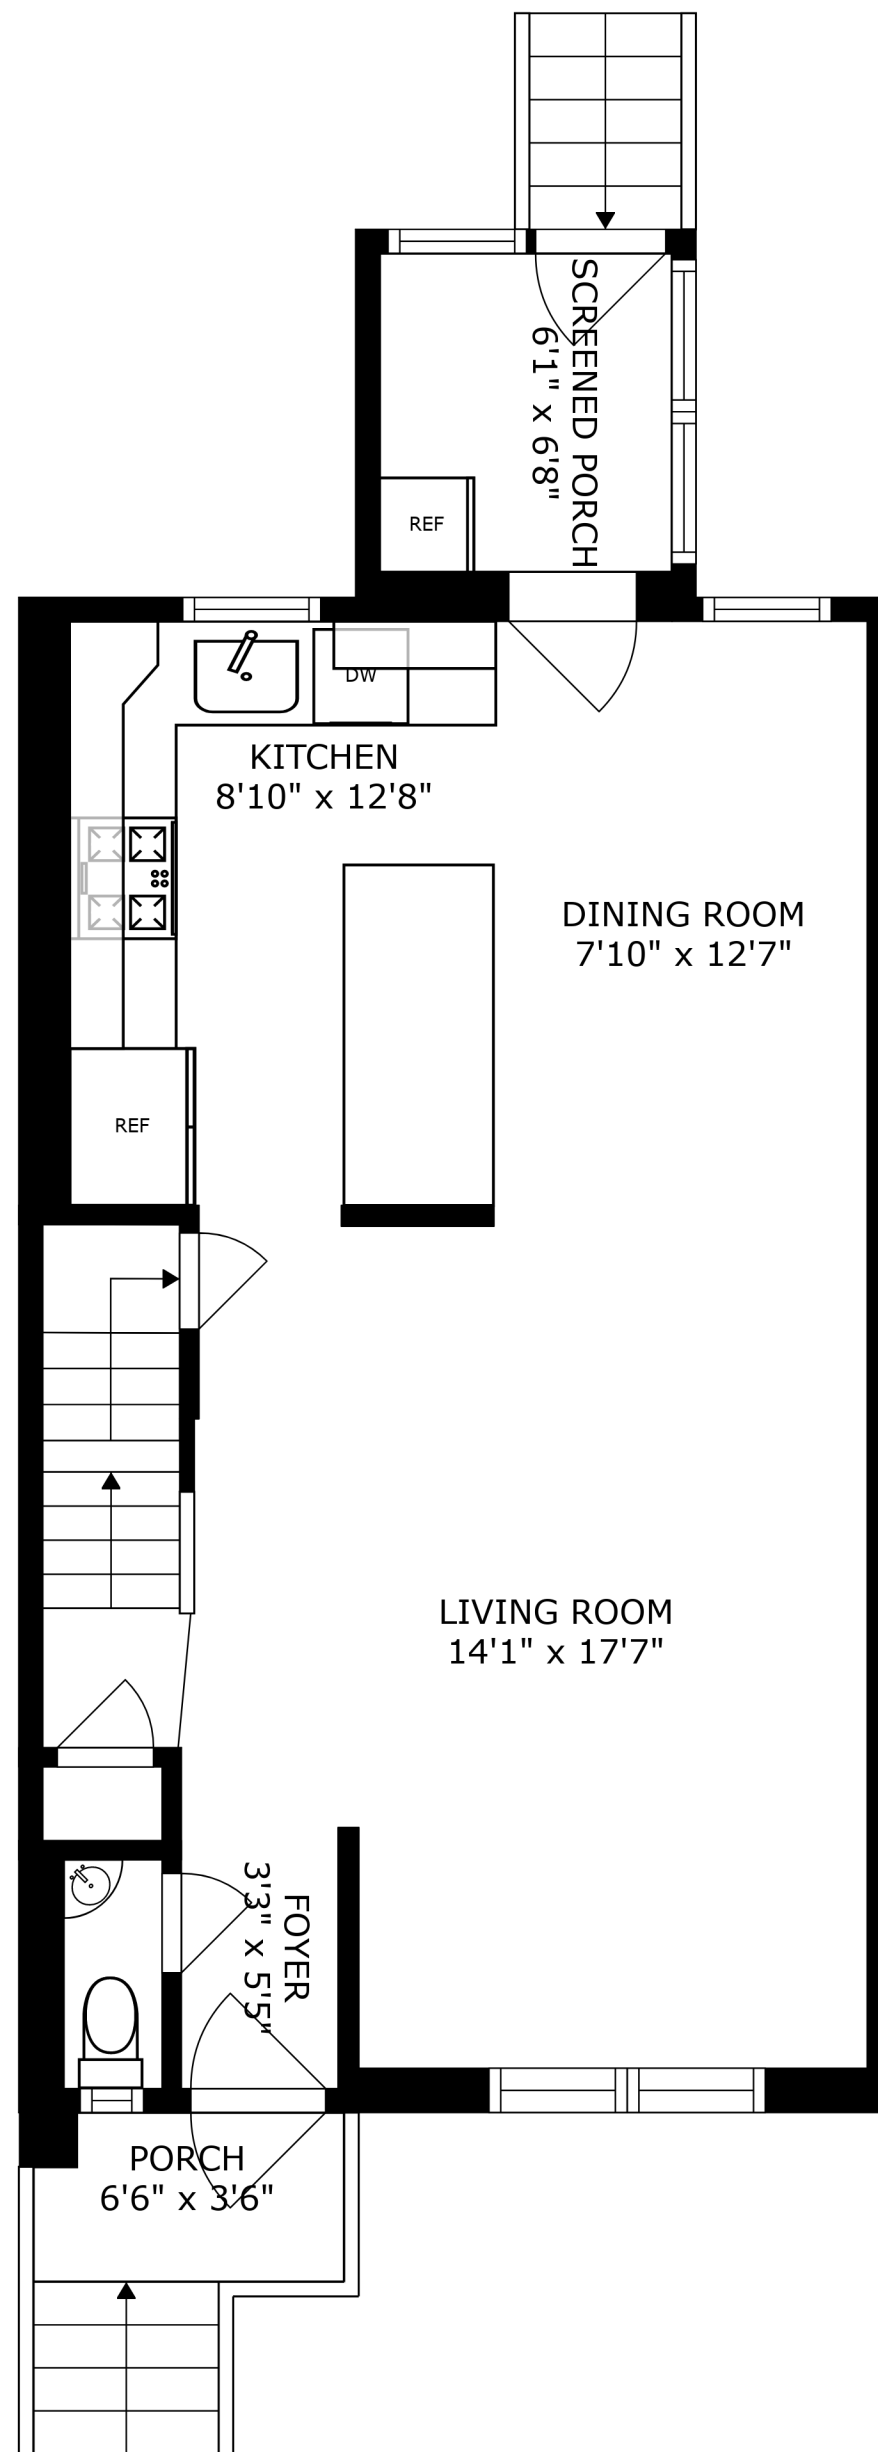 SCREENED PORCH
6'1" x 6'8"
REF
DW
KITCHEN
8'10" x 12'8"
DINING ROOM
7'10" x 12'7"
REF
LIVING ROOM
14'1" x 17'7"
FOYER
3'3" x 5'5"
PORCH
6'6" x 3'6"